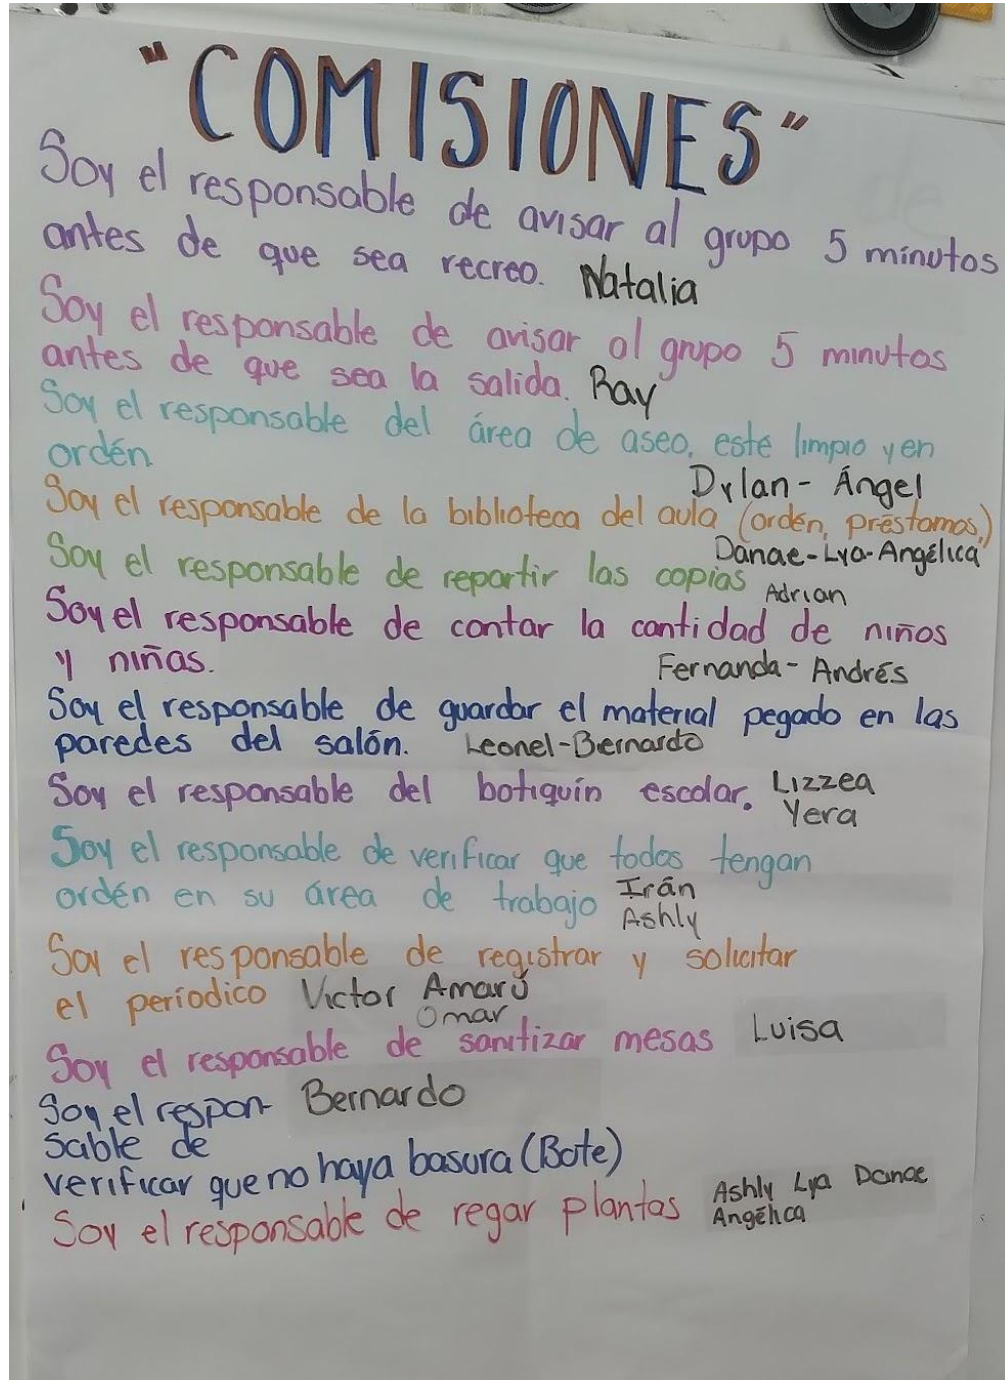 "COMISIONES"
Soy el responsable de avisar al grupo 5 minutos
antes de que sea recreo. Natalia
Soy el responsable de avisar al grupo 5 minutos
antes de que sea la salida. Ray
Soy el responsable del área de aseo, esté limpio y en
ordén.
Dylan - Ángel
Soy el responsable de la biblioteca del aula (ordén, préstamos,)
Danae-Lya-Angélica
Soy el responsable de repartir las copias Adrian
Soy el responsable de contar la cantidad de niños
y niñas. Fernanda - Andrés
Soy el responsable de guardar el material pegado en las
paredes del salón. Leonel-Bernardo
Soy el responsable del botiquín escolar. Lizzea
Yera
Soy el responsable de verificar que todos tengan
ordén en su área de trabajo Irán
Ashly
Soy el responsable de registrar y solicitar
el períodico Victor Amarú
Omar
Soy el responsable de sanitizar mesas Luisa
Soy el respon- Bernardo
sable de
verificar que no haya basura (Bote)
Soy el responsable de regar plantas Ashly Lya Danae
Angélica